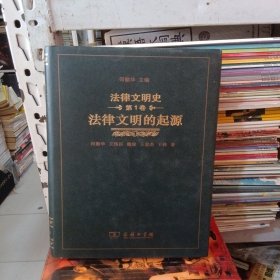 何勤华 主编
法律文明史
第1卷
法律文明的起源
商务印书馆